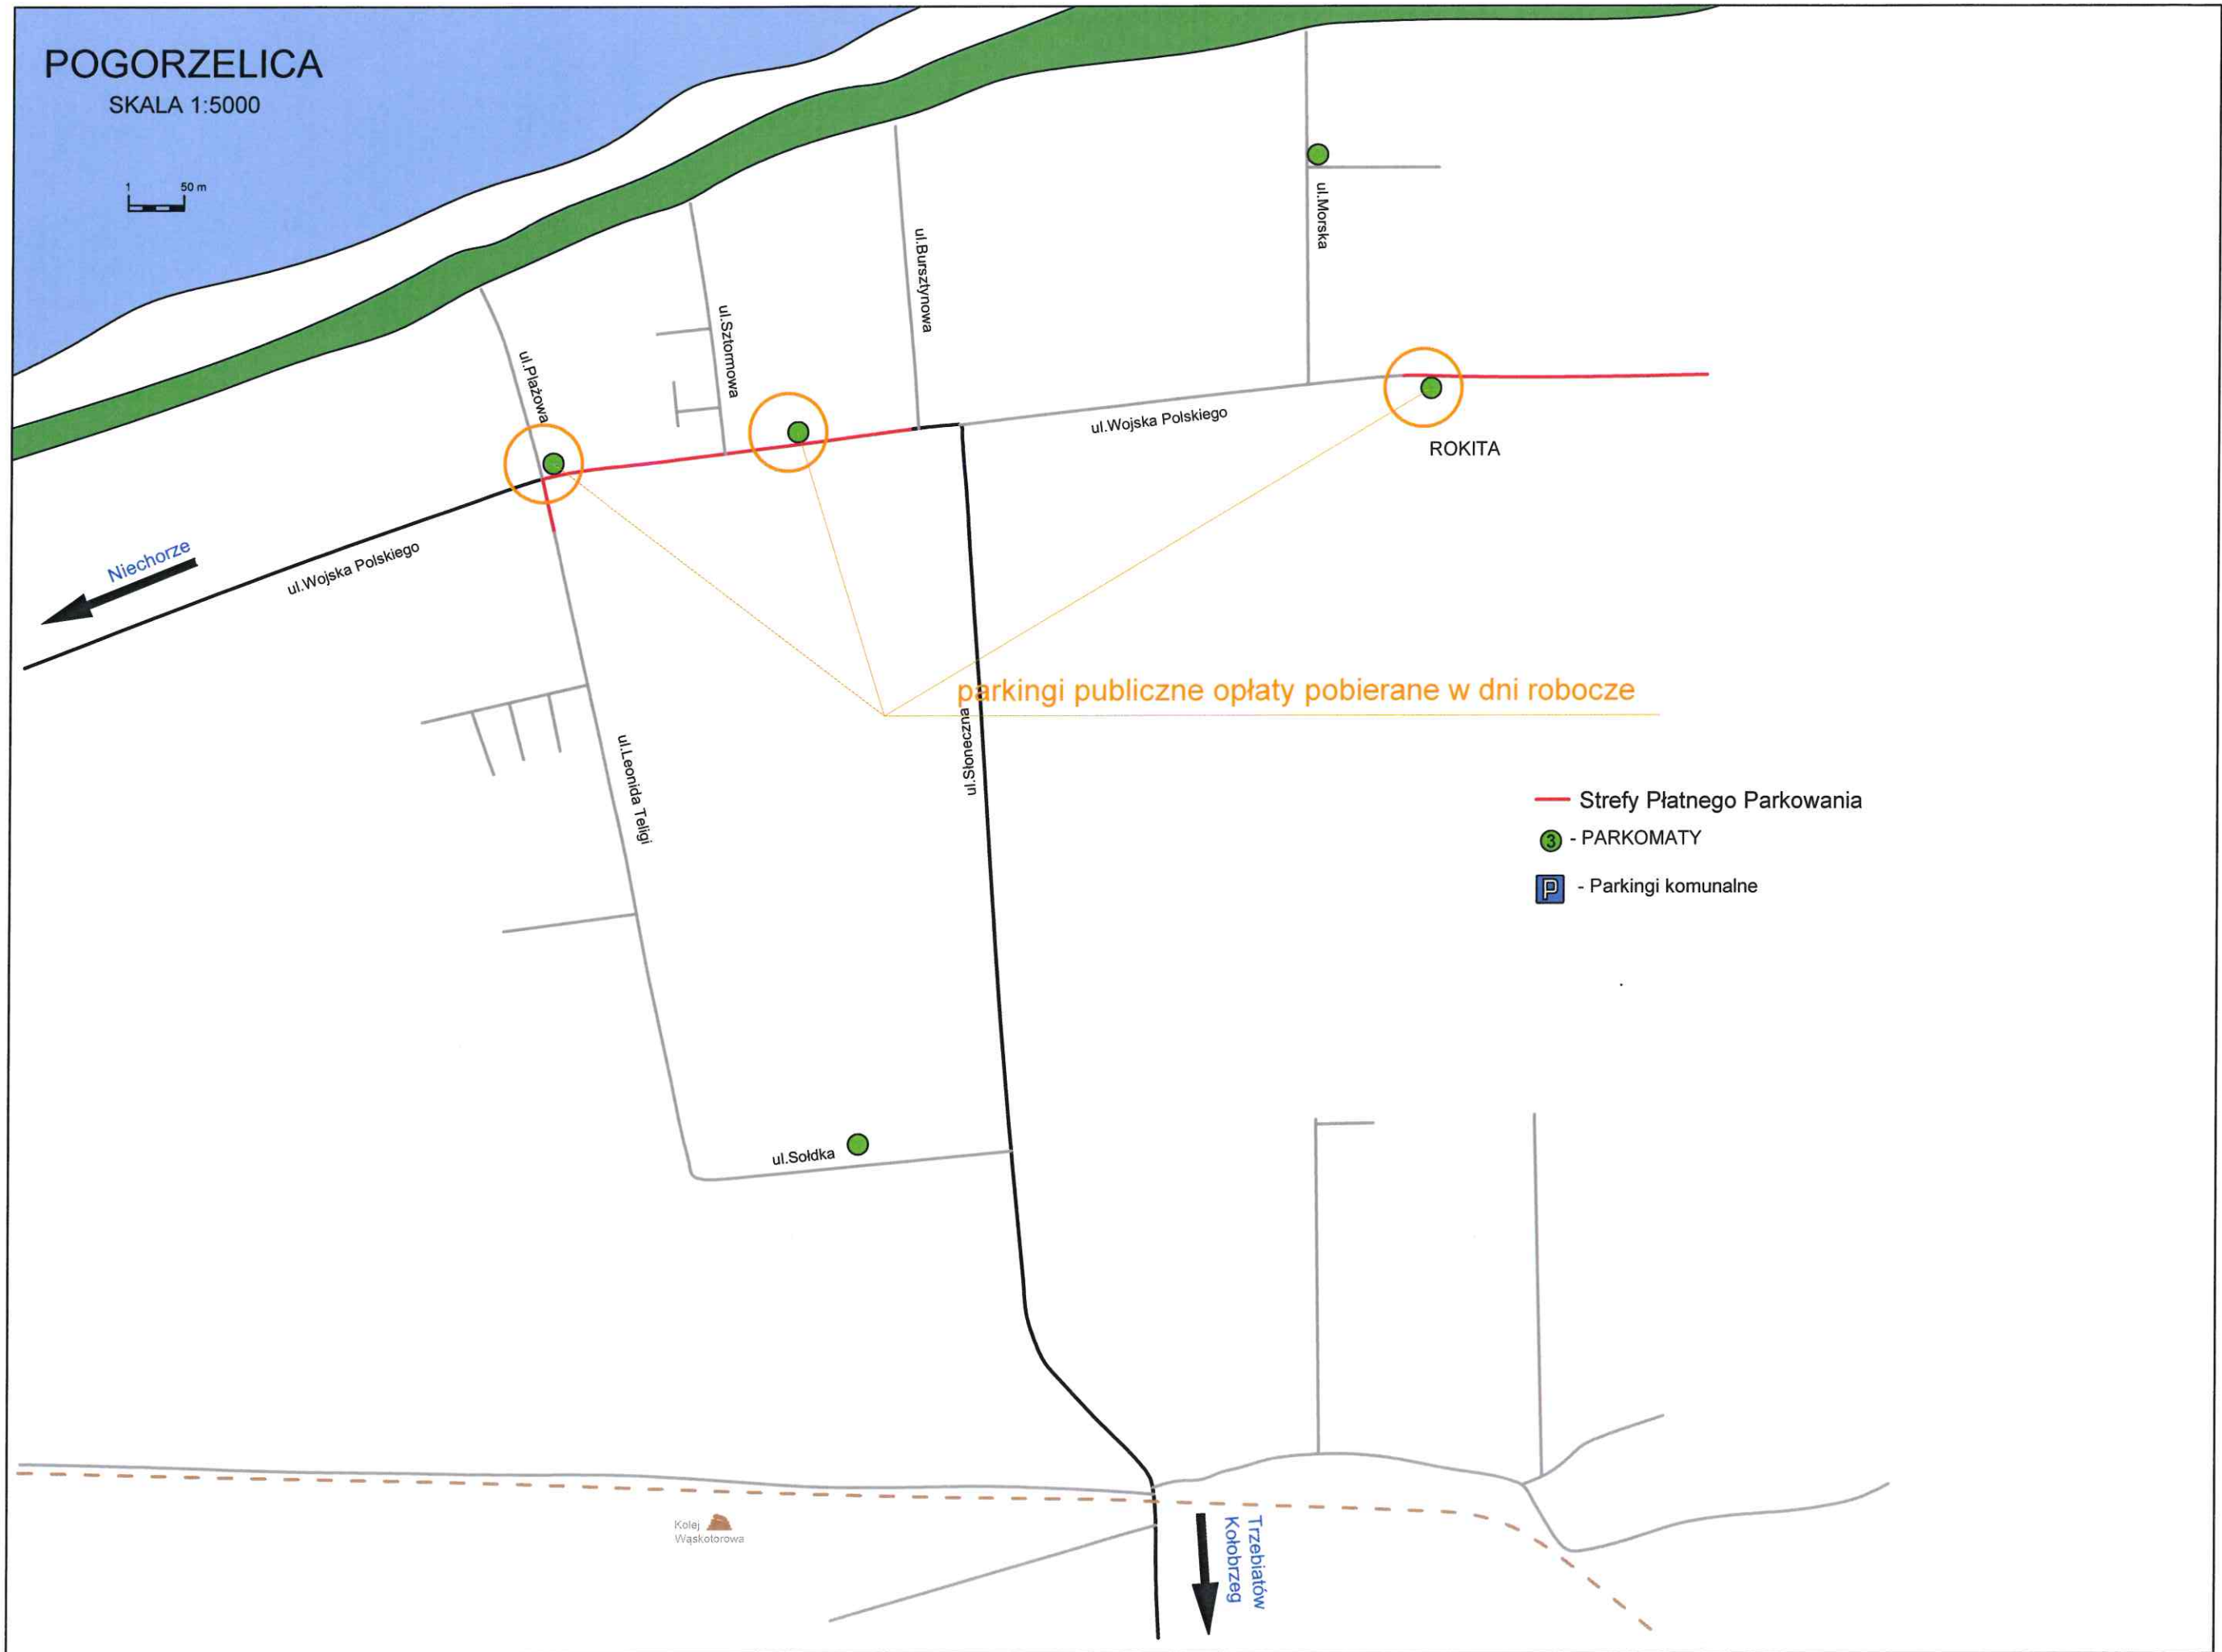 POGORZELICA
SKALA 1:5000
1 50 m
ul.Morska
ul.Bursztynowa
ul.Sztormowa
ul.Plażowa
ul.Wojska Polskiego
ROKITA
Niechorze
ul.Wojska Polskiego
parkingi publiczne opłaty pobierane w dni robocze
ul.Słoneczna
ul.Leonida Teligi
Strefy Płatnego Parkowania
3 - PARKOMATY
P - Parkingi komunalne
ul.Sołdka
Kolej
Wąskotorowa
Trzebiatów
Kołobrzeg